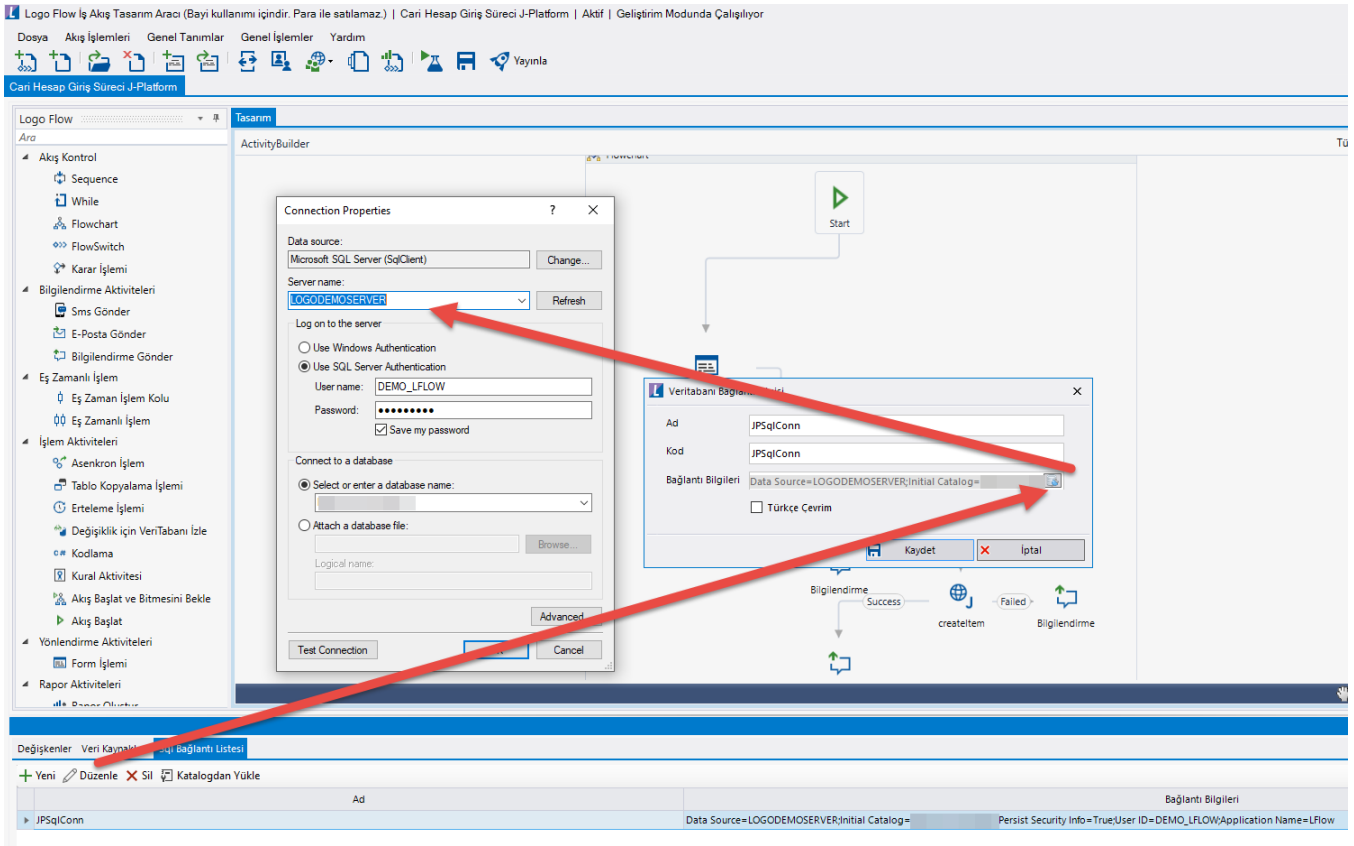 Logo Flow İş Akış Tasarım Aracı (Bayi kullanımı içindir. Para ile satılamaz.) | Cari Hesap Giriş Süreci J-Platform | Aktif | Geliştirim Modunda Çalışılıyor
Dosya Akış İşlemleri Genel Tanımlar Genel İşlemler Yardım
Yayınla
Cari Hesap Giriş Süreci J-Platform
Logo Flow
Ara
Akış Kontrol
Sequence
While
Flowchart
FlowSwitch
Karar İşlemi
Bilgilendirme Aktiviteleri
Sms Gönder
E-Posta Gönder
Bilgilendirme Gönder
Eş Zamanlı İşlem
Eş Zaman İşlem Kolu
Eş Zamanlı İşlem
İşlem Aktiviteleri
Asenkron İşlem
Tablo Kopyalama İşlemi
Erteleme İşlemi
Değişiklik için VeriTabanı İzle
C# Kodlama
Kural Aktivitesi
Akış Başlat ve Bitmesini Bekle
Akış Başlat
Yönlendirme Aktiviteleri
Form İşlemi
Rapor Aktiviteleri
Rapor Oluştur
Tasarım
ActivityBuilder
Tü
Flowchart
Start
Connection Properties ?
Data source:
Microsoft SQL Server (SqlClient) Change...
Server name:
LOGODEMOSERVER Refresh
Log on to the server
Use Windows Authentication
Use SQL Server Authentication
User name: DEMO_LFLOW
Password: •••••••••
Save my password
Connect to a database
Select or enter a database name:
Attach a database file:
Browse...
Logical name:
Advanced...
Test Connection Cancel
Veritabanı Bağlantı Bilgisi
Ad JPSqlConn
Kod JPSqlConn
Bağlantı Bilgileri Data Source=LOGODEMOSERVER;Initial Catalog=
Türkçe Çevrim
Kaydet İptal
Bilgilendirme
Success
createItem
Failed
Bilgilendirme
Değişkenler Veri Kaynakları Sql Bağlantı Listesi
Yeni Düzenle Sil Katalogdan Yükle
Ad Bağlantı Bilgileri
JPSqlConn Data Source=LOGODEMOSERVER;Initial Catalog= Persist Security Info=True;User ID=DEMO_LFLOW;Application Name=LFlow